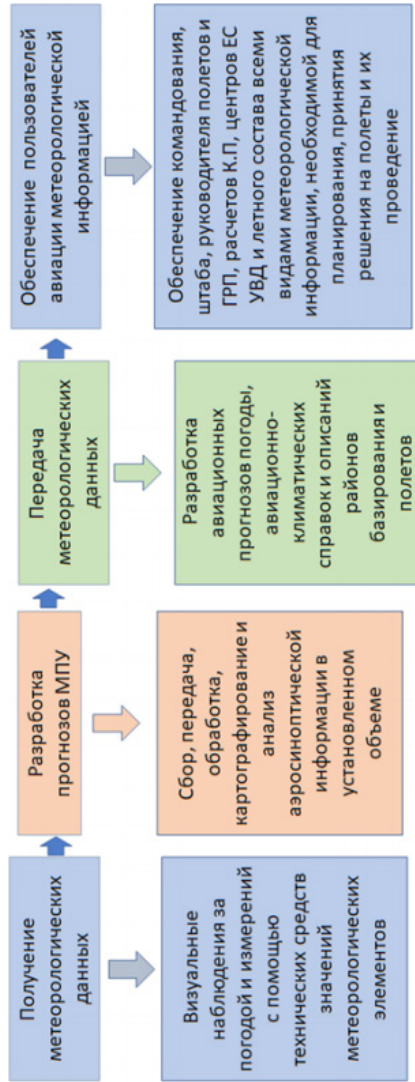 Получение
метеорологических
данных
Разработка
прогнозов МПУ
Передача
метеорологических
данных
Обеспечение пользователей
авиации метеорологической
информацией
Визуальные
наблюдения за
погодой и измерений
с помощью
технических средств
значений
метеорологических
элементов
Сбор, передача,
обработка,
картографирование и
анализ
аэросиноптической
информации в
установленном
объеме
Разработка
авиационных
прогнозов погоды,
авиационно-
климатических
справок и описаний
районов
базирования и
полетов
Обеспечение командования,
штаба, руководителя полетов и
ГРП, расчетов К.П, центров ЕС
УВД и летного состава всеми
видами метеорологической
информации, необходимой для
планирования, принятия
решения на полеты и их
проведение